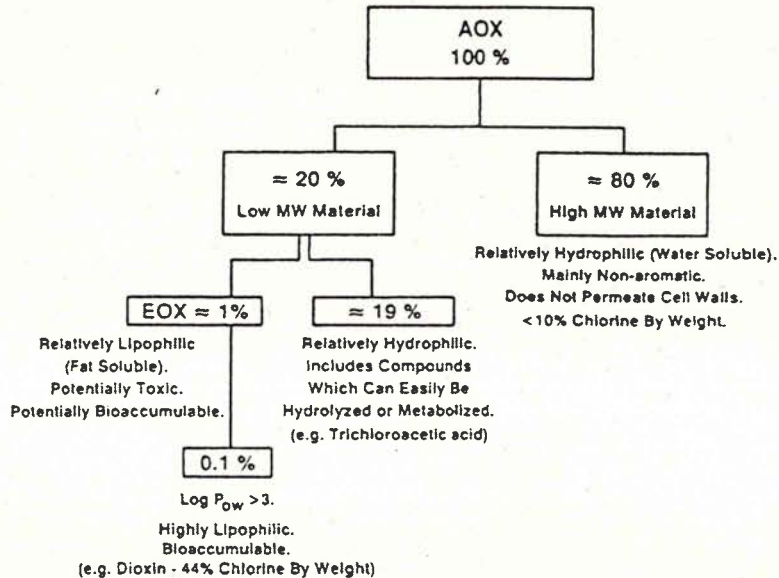 AOX
100 %
≈ 20 %
Low MW Material
≈ 80 %
High MW Material
Relatively Hydrophilic (Water Soluble).
Mainly Non-aromatic.
Does Not Permeate Cell Walls.
<10% Chlorine By Weight.
EOX ≈ 1%
Relatively Lipophilic
(Fat Soluble).
Potentially Toxic.
Potentially Bioaccumulable.
≈ 19 %
Relatively Hydrophilic.
Includes Compounds
Which Can Easily Be
Hydrolyzed or Metabolized.
(e.g. Trichloroacetic acid)
0.1 %
Log Pow >3.
Highly Lipophilic.
Bioaccumulable.
(e.g. Dioxin - 44% Chlorine By Weight)